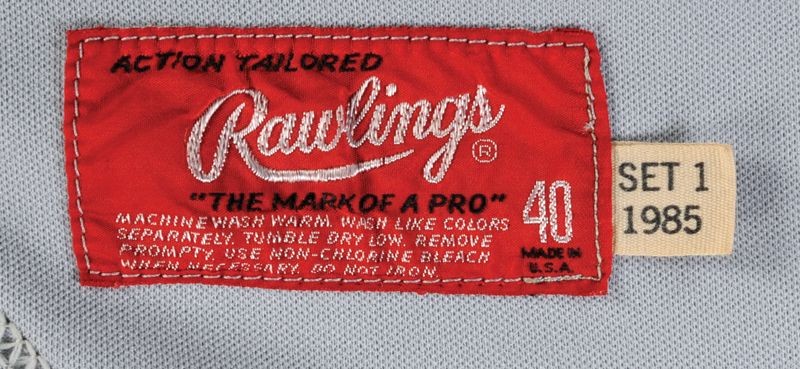 ACTION TAILORED
Rawlings®
"THE MARK OF A PRO"
MACHINE WASH WARM. WASH LIKE COLORS
SEPARATELY. TUMBLE DRY LOW. REMOVE
PROMPTY. USE NON-CHLORINE BLEACH
WHEN NECESSARY. DO NOT IRON.
40
MADE IN
U.S.A.
SET 1
1985